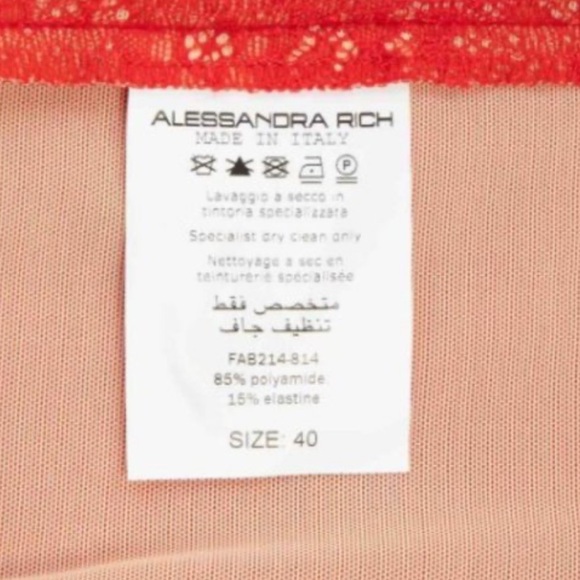 ALESSANDRA RICH
MADE IN ITALY
P
Lavaggio a secco in
tintoria specializzata
Specialist dry clean only
Nettoyage a sec en
teinturerie spécialisée
متخصص فقط
تنظيف جاف
FAB214-814
85% polyamide.
15% elastine
SIZE: 40